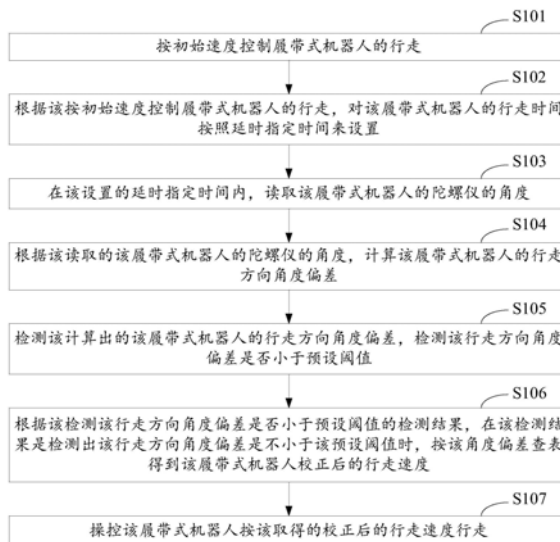 S101
按初始速度控制履带式机器人的行走
S102
根据该按初始速度控制履带式机器人的行走，对该履带式机器人的行走时间
按照延时指定时间来设置
S103
在该设置的延时指定时间内，读取该履带式机器人的陀螺仪的角度
S104
根据该读取的该履带式机器人的陀螺仪的角度，计算该履带式机器人的行走
方向角度偏差
S105
检测该计算出的该履带式机器人的行走方向角度偏差，检测该行走方向角度
偏差是否小于预设阈值
S106
根据该检测该行走方向角度偏差是否小于预设阈值的检测结果，在该检测结
果是检测出该行走方向角度偏差是不小于该预设阈值时，按该角度偏差查表
得到该履带式机器人校正后的行走速度
S107
操控该履带式机器人按该取得的校正后的行走速度行走